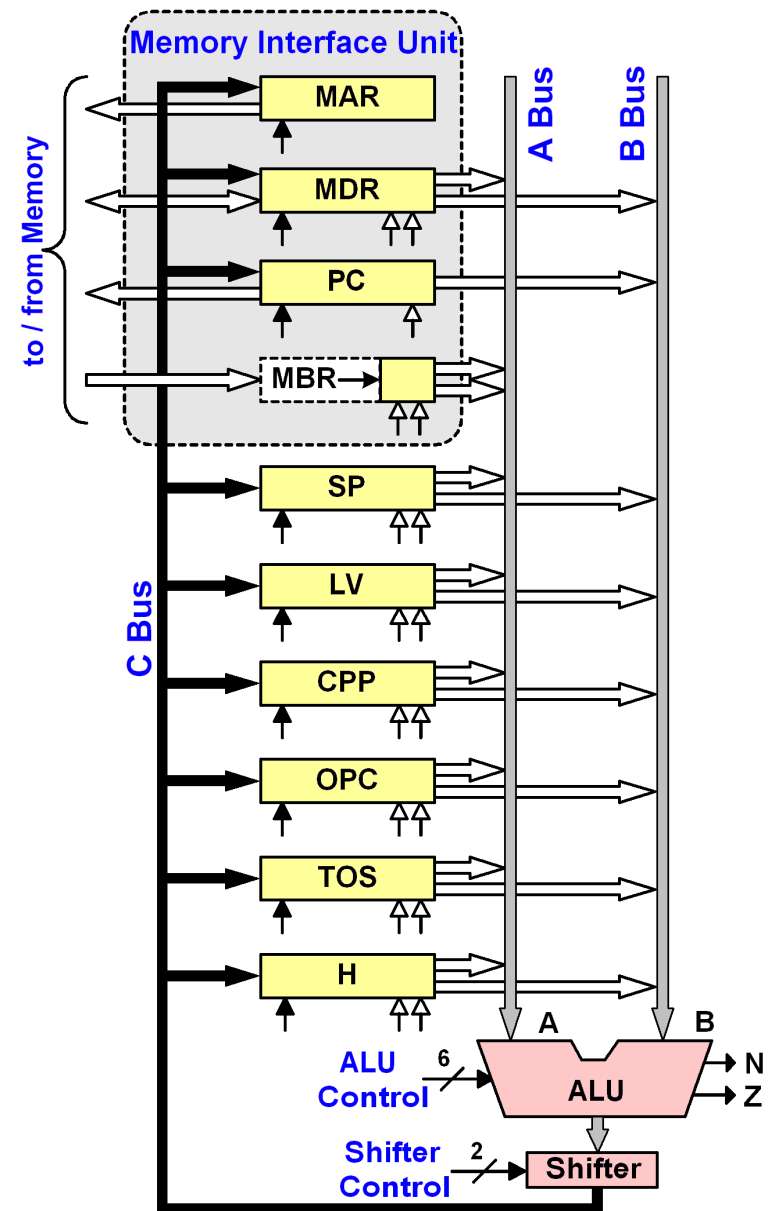 Memory Interface Unit
MAR
MDR
PC
MBR
to / from Memory
A Bus
B Bus
SP
LV
CPP
OPC
TOS
H
C Bus
A
B
ALU
Control
6
ALU
N
Z
Shifter
Control
2
Shifter